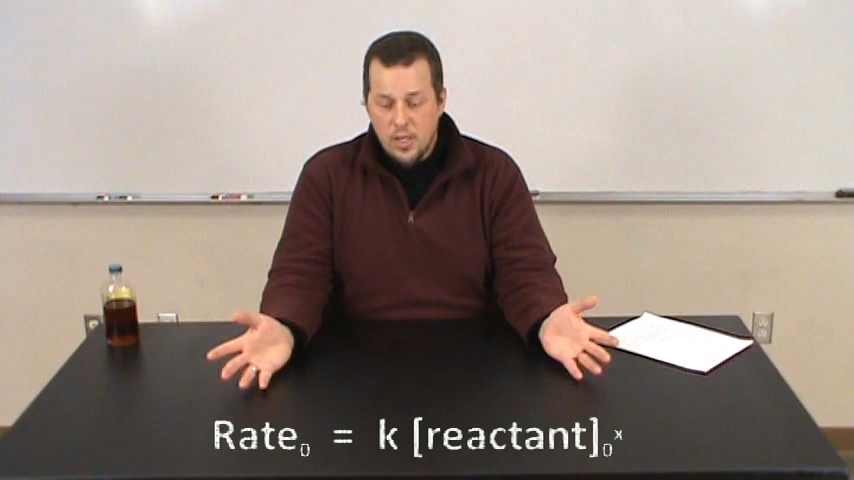 Rate₀ = k [reactant]₀ˣ